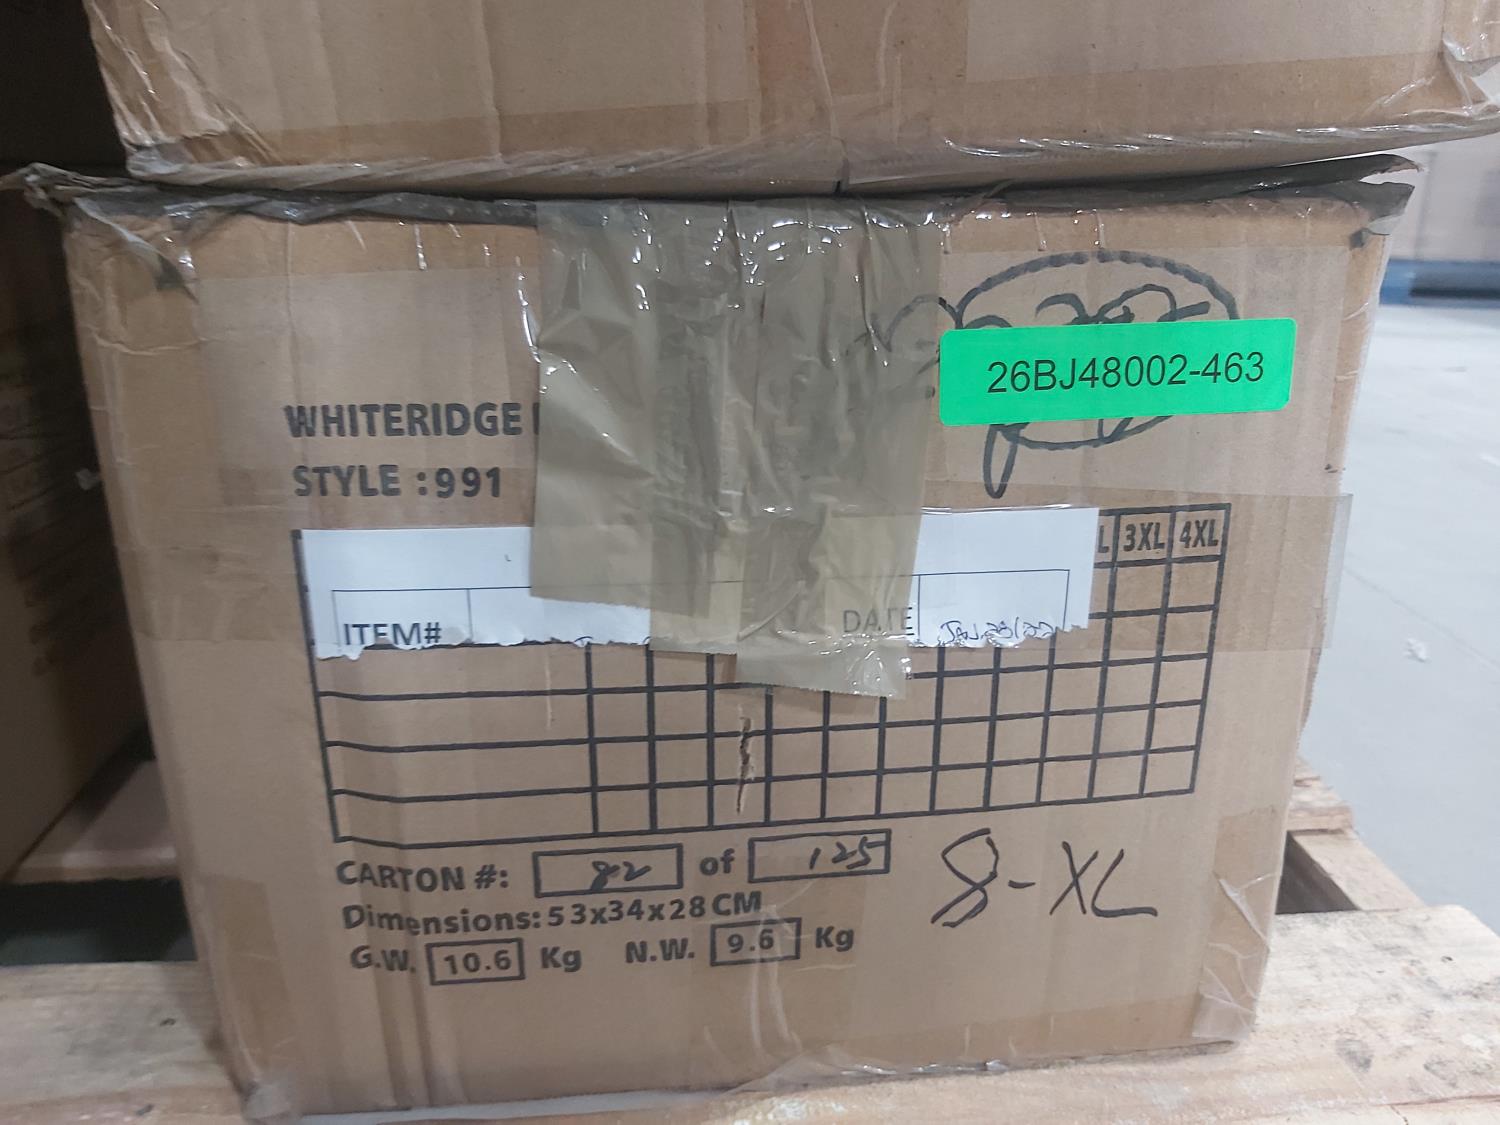 26BJ48002-463
WHITERIDGE
STYLE :991
L 3XL 4XL
ITEM# DATE
CARTON #: 82 of 125
8-XL
Dimensions: 53x34x28 CM
G.W. 10.6 Kg N.W. 9.6 Kg